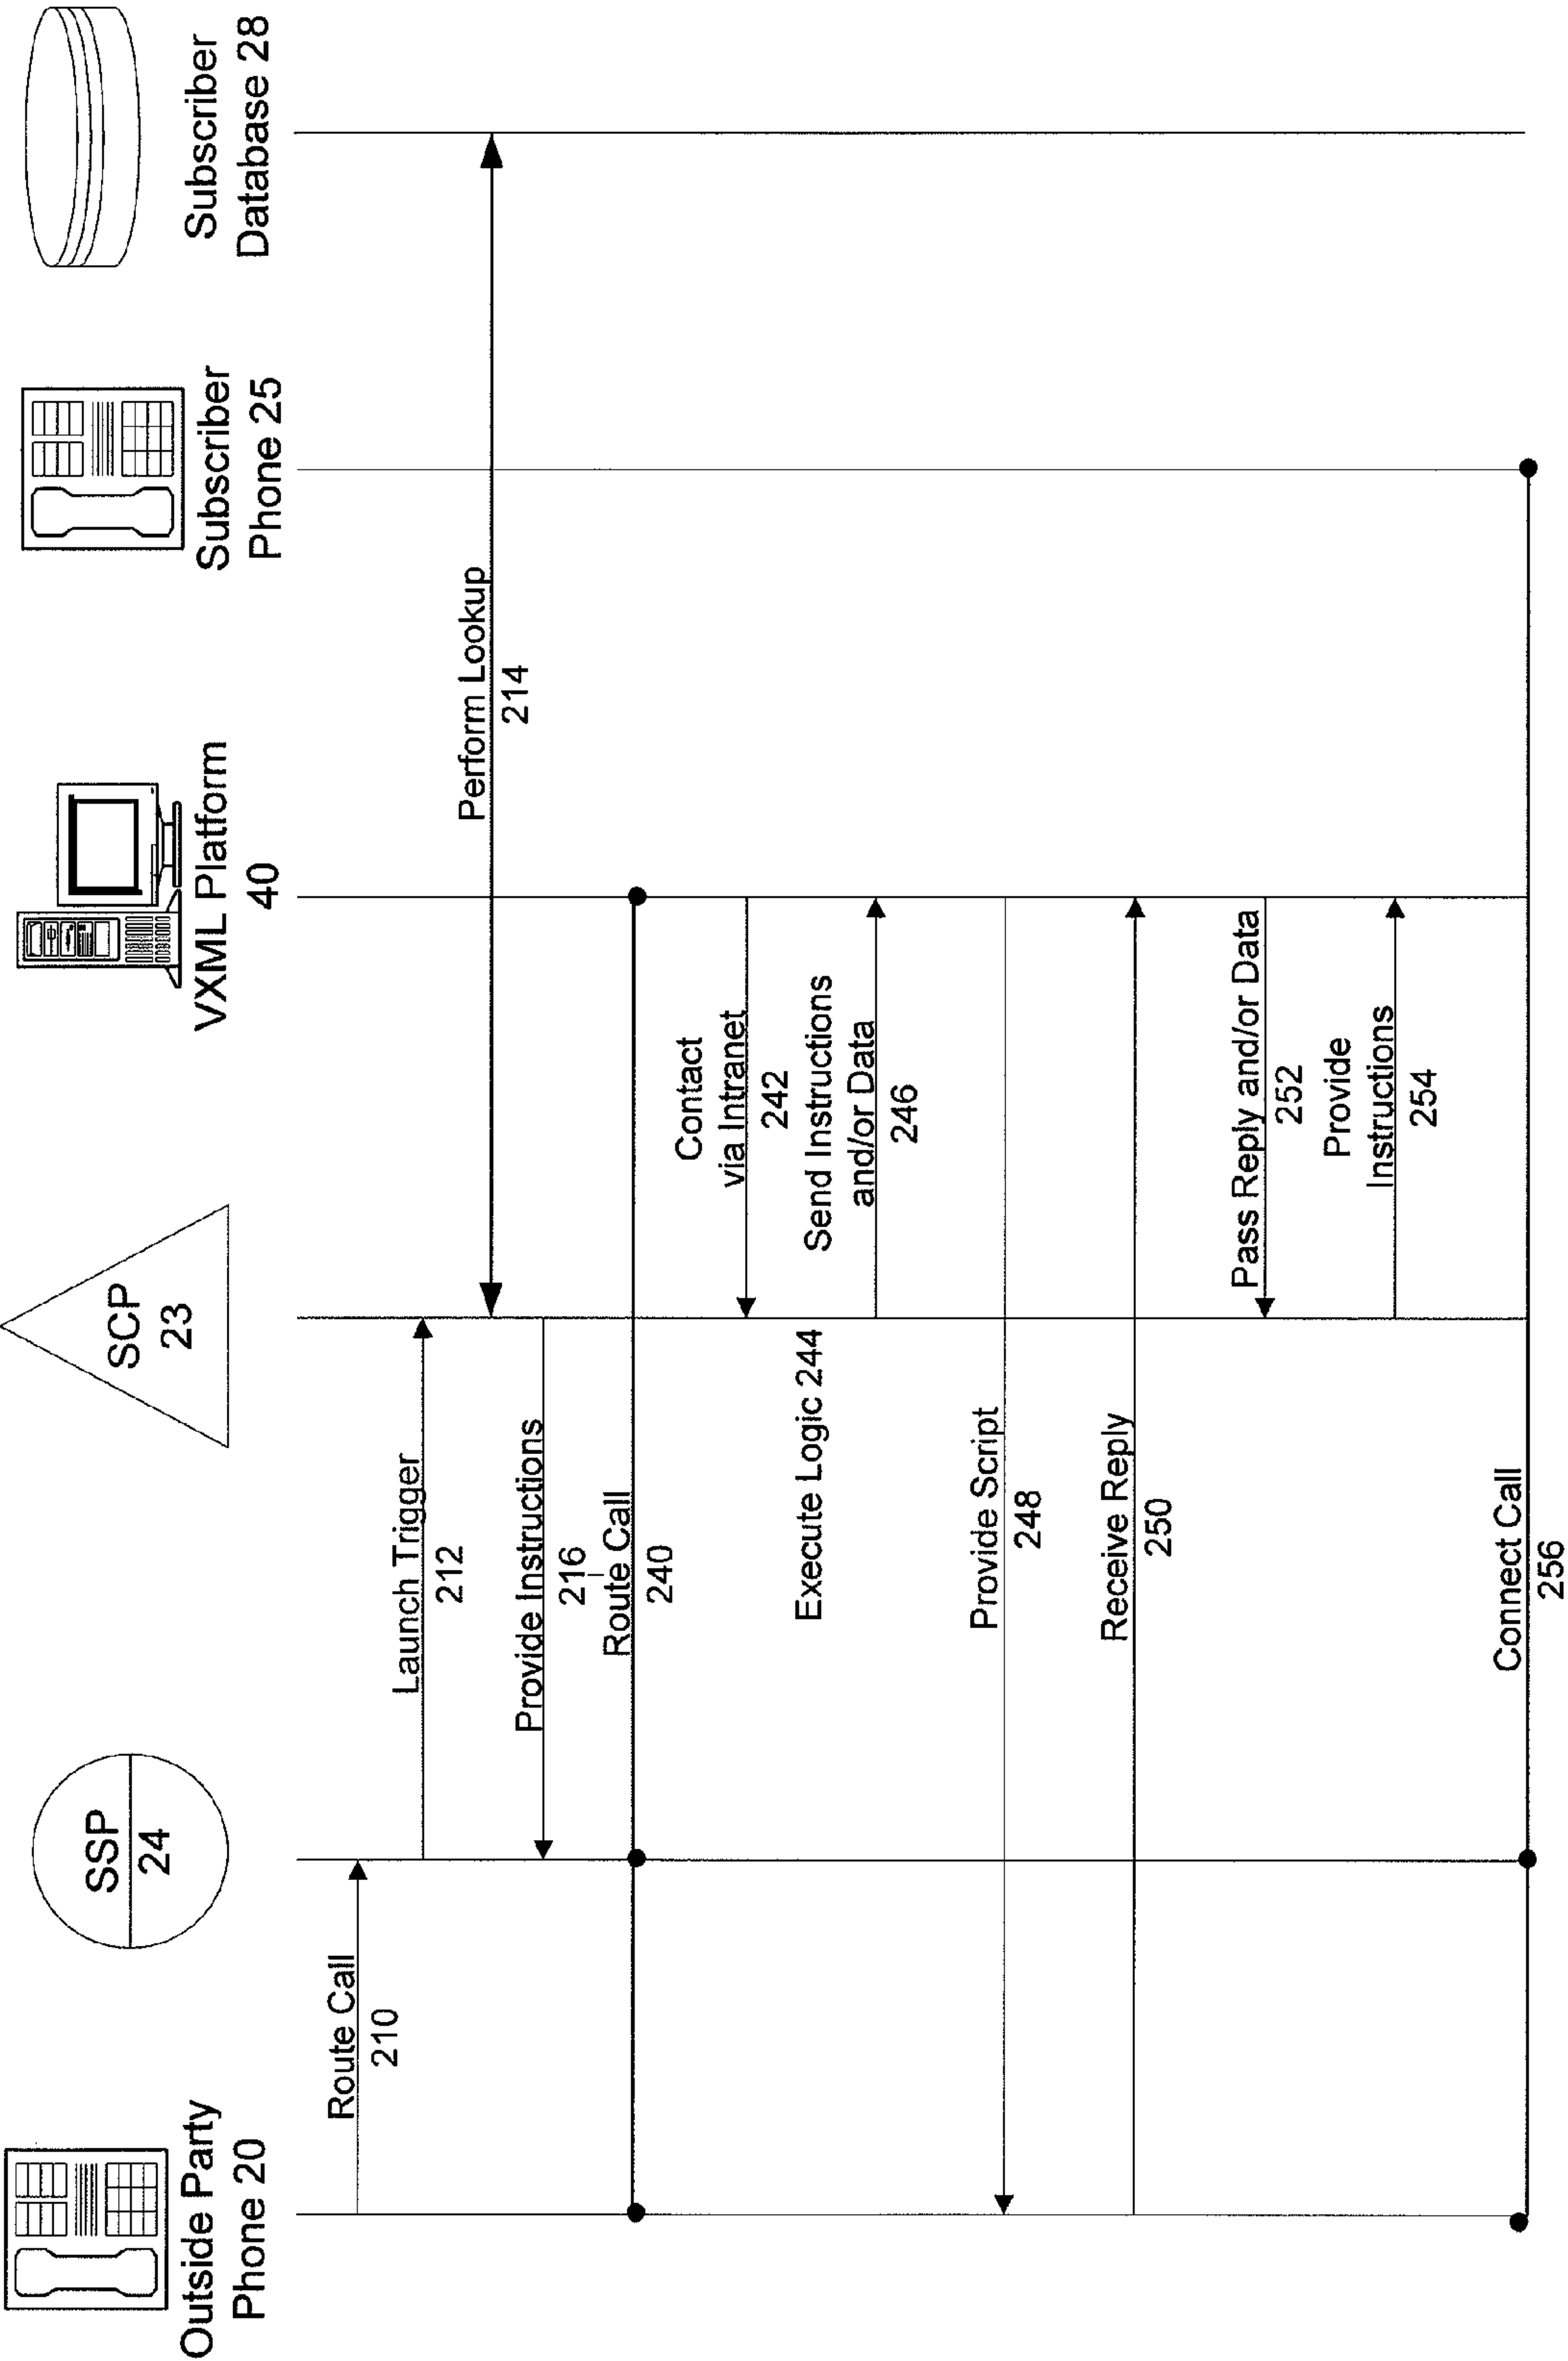 Outside Party
Phone 20
SSP
24
SCP
23
VXML Platform
40
Subscriber
Phone 25
Subscriber
Database 28
Route Call
210
Launch Trigger
212
Perform Lookup
214
Provide Instructions
216
Route Call
240
Contact
via Intranet
242
Execute Logic 244
Send Instructions
and/or Data
246
Provide Script
248
Receive Reply
250
Pass Reply and/or Data
252
Provide
Instructions
254
Connect Call
256